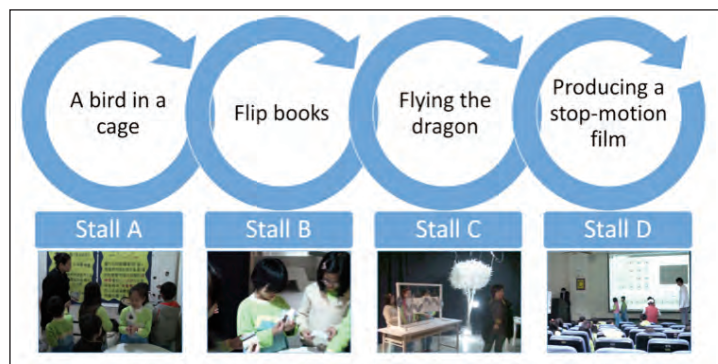 A bird in a
cage
Flip books
Flying the
dragon
Producing a
stop-motion
film
Stall A
Stall B
Stall C
Stall D